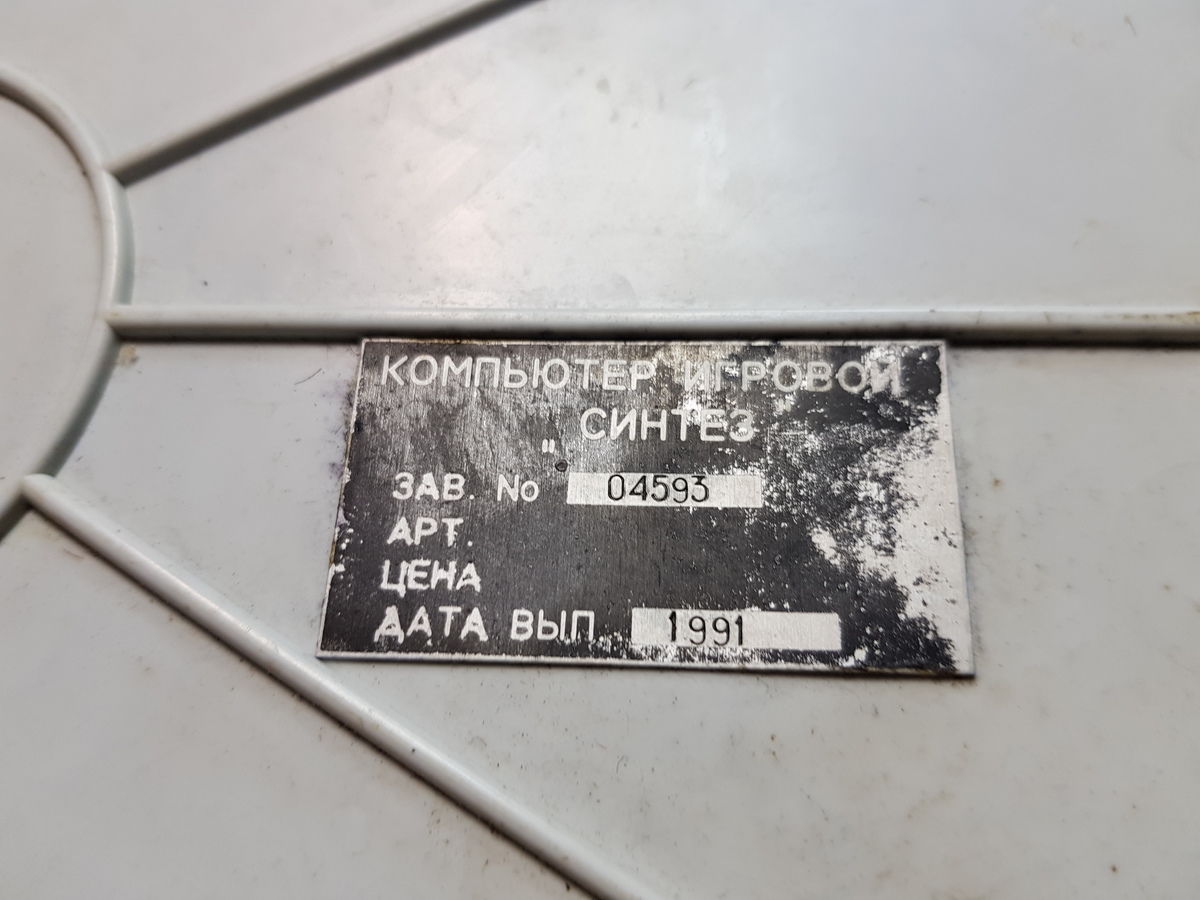 КОМПЬЮТЕР ИГРОВОЙ
„ СИНТЕЗ
ЗАВ. No 04593
АРТ.
ЦЕНА
ДАТА ВЫП. 1991